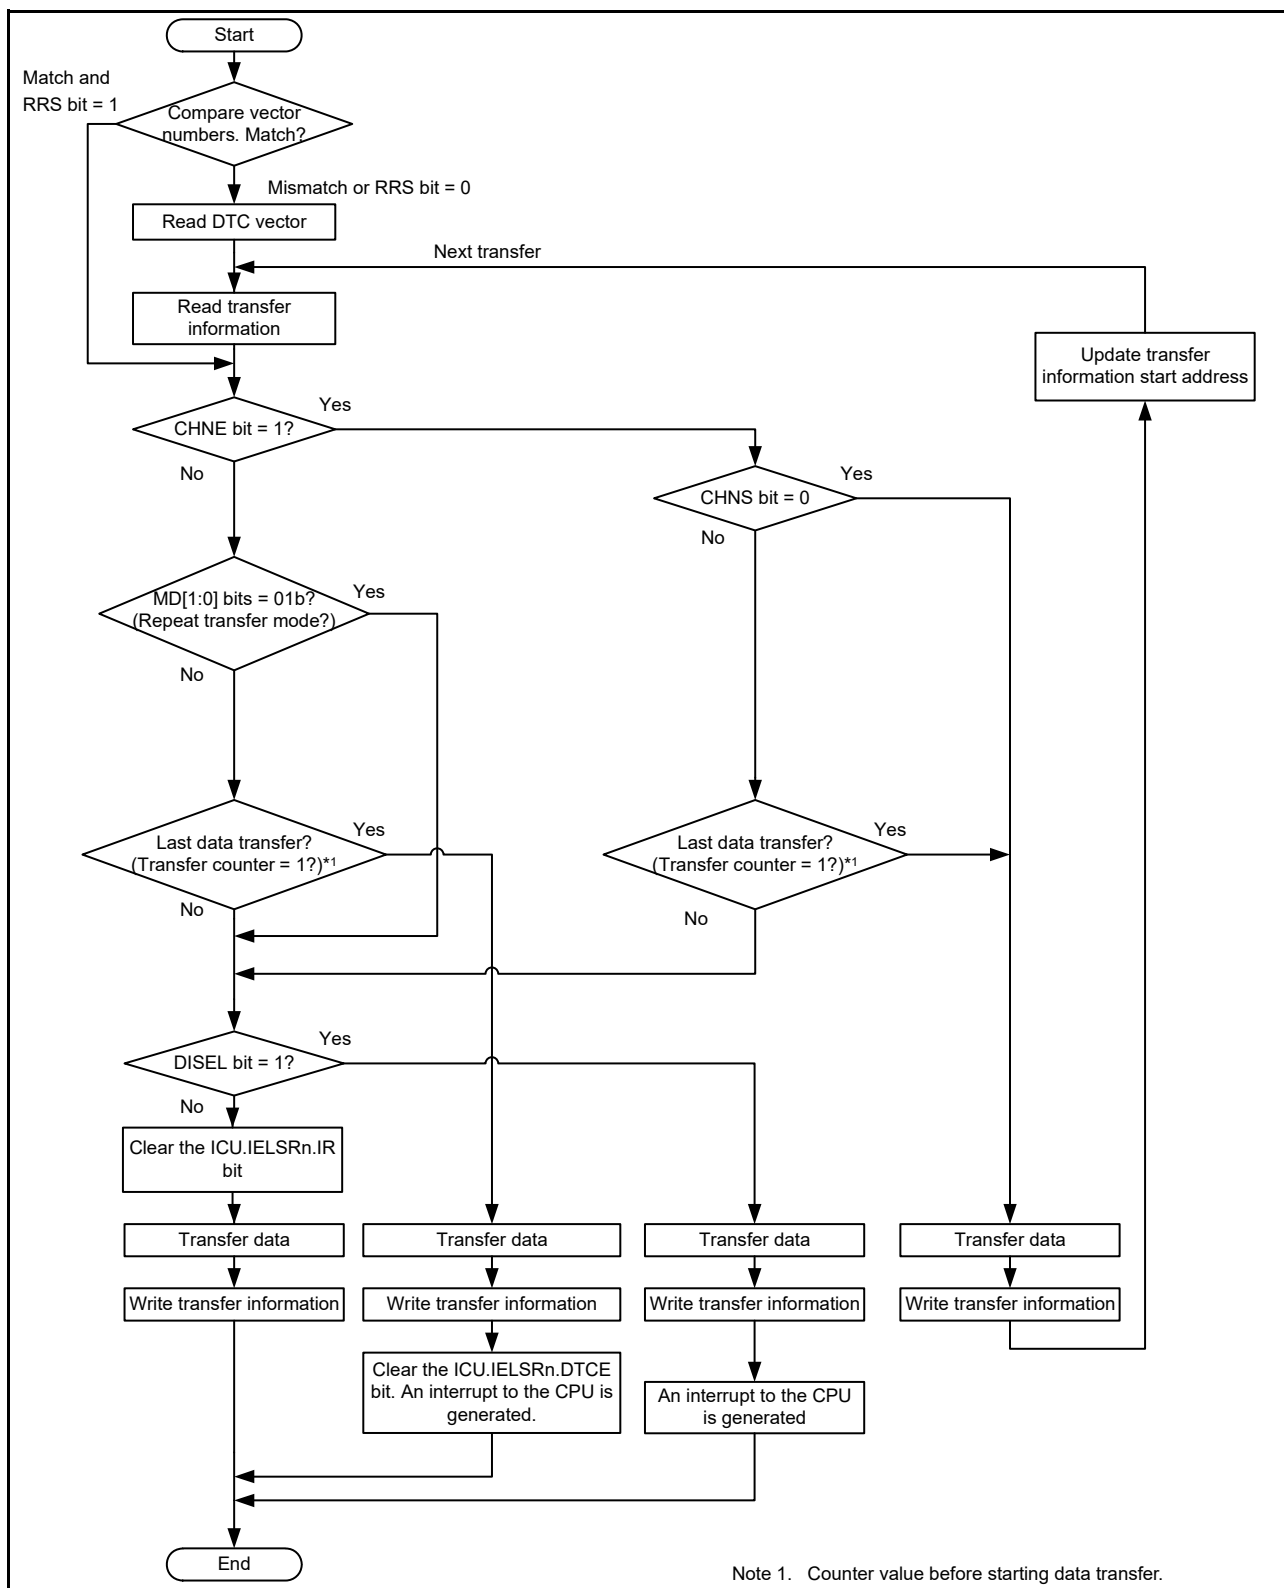 Start
Match and
RRS bit = 1
Compare vector
numbers. Match?
Mismatch or RRS bit = 0
Read DTC vector
Next transfer
Read transfer
information
Update transfer
information start address
Yes
CHNE bit = 1?
No
Yes
CHNS bit = 0
No
MD[1:0] bits = 01b?
(Repeat transfer mode?)
Yes
No
Last data transfer?
(Transfer counter = 1?)*1
Yes
No
Last data transfer?
(Transfer counter = 1?)*1
Yes
No
Yes
DISEL bit = 1?
No
Clear the ICU.IELSRn.IR
bit
Transfer data
Transfer data
Transfer data
Transfer data
Write transfer information
Write transfer information
Write transfer information
Write transfer information
Clear the ICU.IELSRn.DTCE
bit. An interrupt to the CPU is
generated.
An interrupt to the CPU
is generated
End
Note 1. Counter value before starting data transfer.